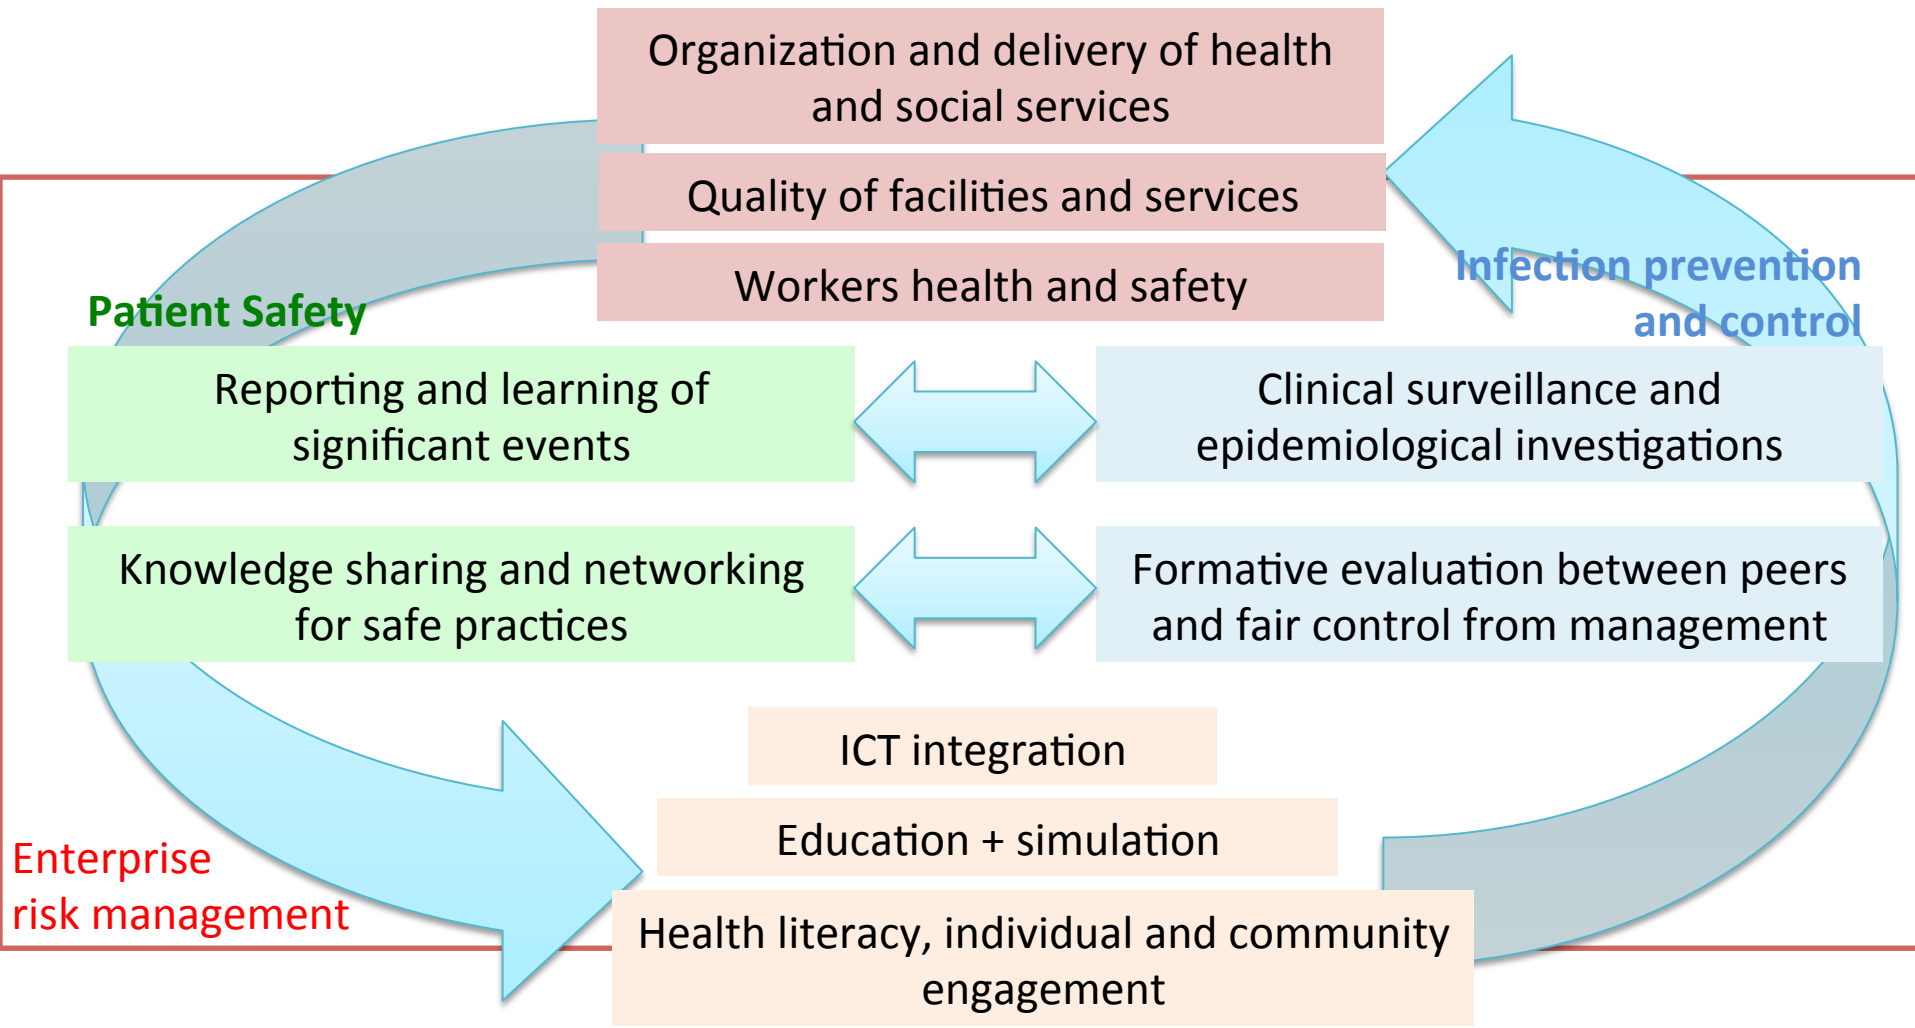 Organization and delivery of health
and social services
Quality of facilities and services
Workers health and safety
Infection prevention
and control
Patient Safety
Reporting and learning of
significant events
Clinical surveillance and
epidemiological investigations
Knowledge sharing and networking
for safe practices
Formative evaluation between peers
and fair control from management
ICT integration
Education + simulation
Enterprise
risk management
Health literacy, individual and community
engagement